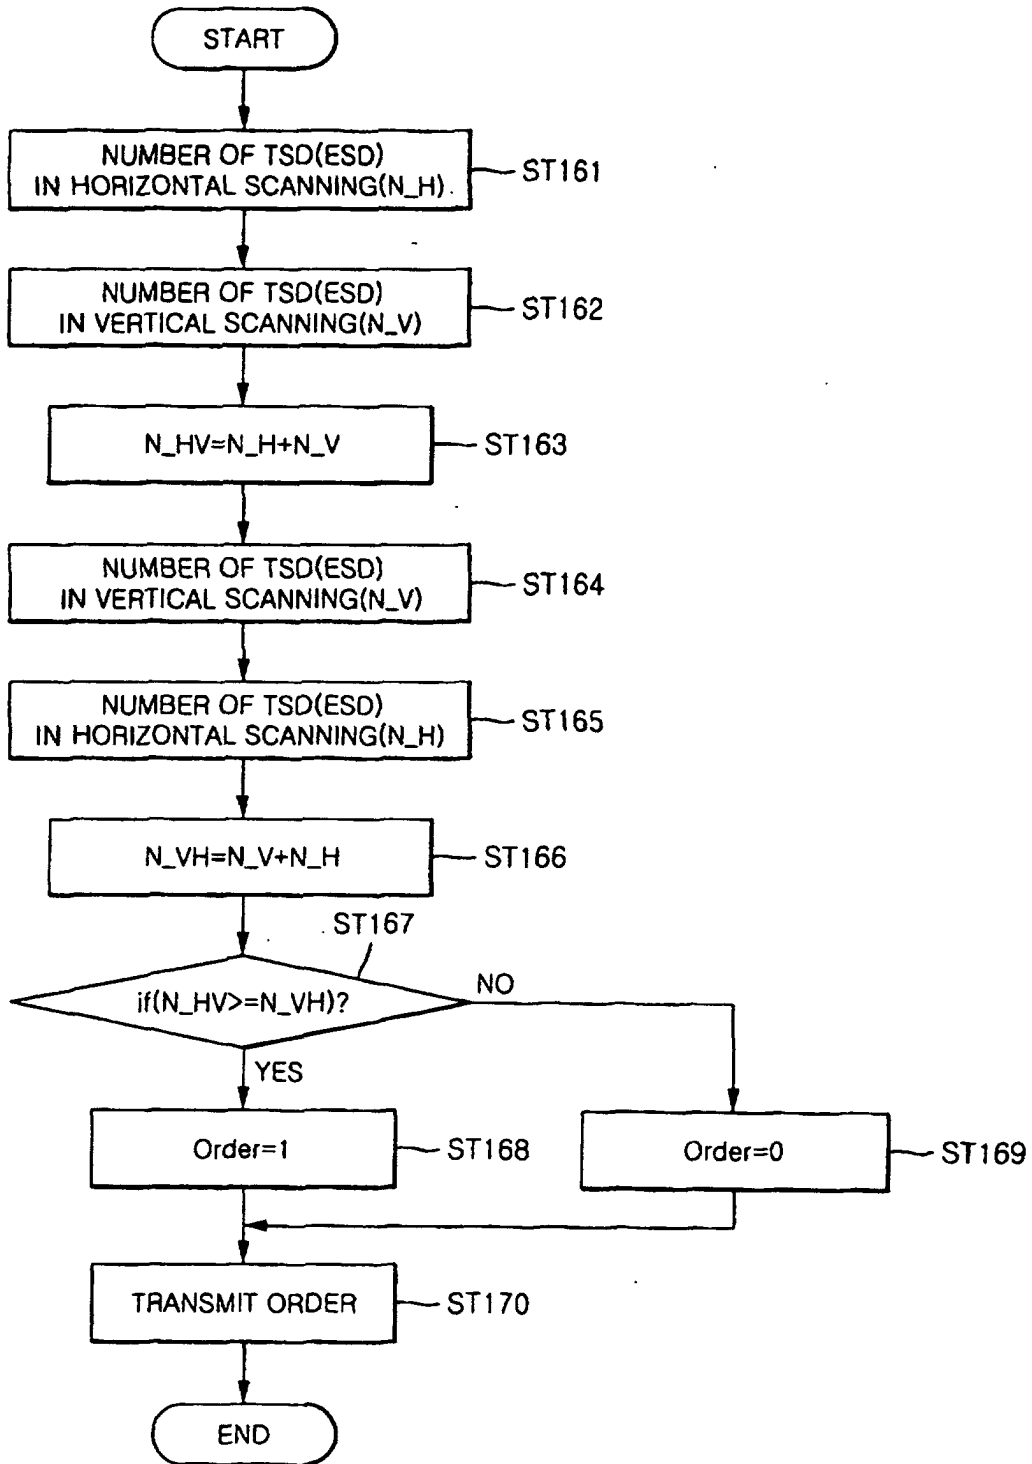 START
NUMBER OF TSD(ESD)
IN HORIZONTAL SCANNING(N_H)
ST161
NUMBER OF TSD(ESD)
IN VERTICAL SCANNING(N_V)
ST162
N_HV=N_H+N_V
ST163
NUMBER OF TSD(ESD)
IN VERTICAL SCANNING(N_V)
ST164
NUMBER OF TSD(ESD)
IN HORIZONTAL SCANNING(N_H)
ST165
N_VH=N_V+N_H
ST166
ST167
if(N_HV>=N_VH)?
NO
YES
Order=1
ST168
Order=0
ST169
TRANSMIT ORDER
ST170
END